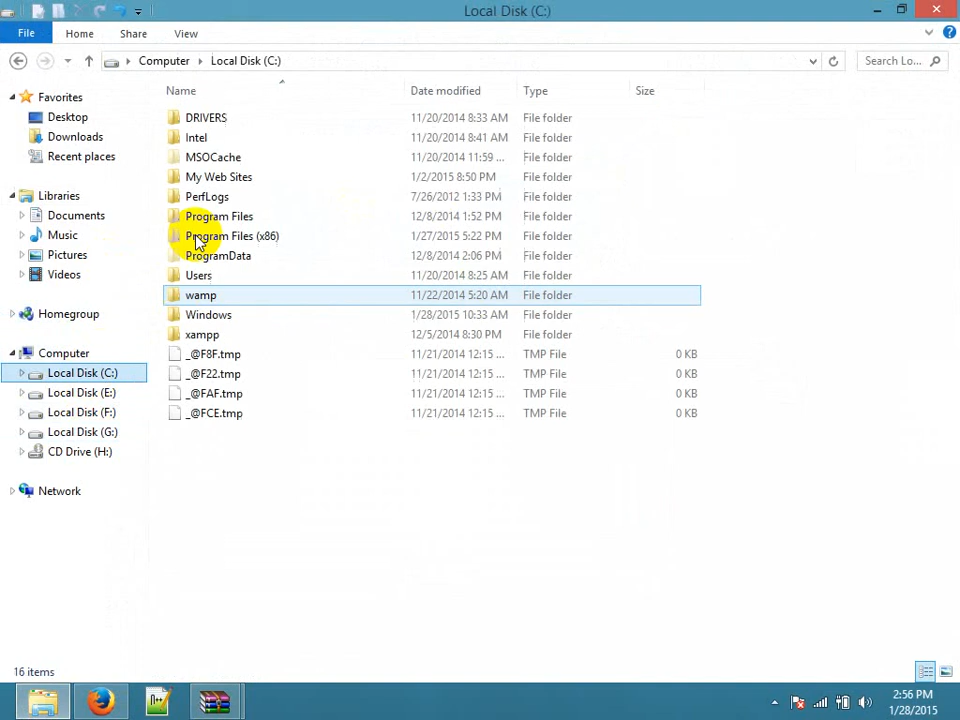 Local Disk (C:)
File Home Share View
Computer Local Disk (C:) Search Lo...
Name Date modified Type Size
Favorites
Desktop
Downloads
Recent places
Libraries
Documents
Music
Pictures
Videos
Homegroup
Computer
Local Disk (C:)
Local Disk (E:)
Local Disk (F:)
Local Disk (G:)
CD Drive (H:)
Network
DRIVERS 11/20/2014 8:33 AM File folder
Intel 11/20/2014 8:41 AM File folder
MSOCache 11/20/2014 11:59 ... File folder
My Web Sites 1/2/2015 8:50 PM File folder
PerfLogs 7/26/2012 1:33 PM File folder
Program Files 12/8/2014 1:52 PM File folder
Program Files (x86) 1/27/2015 5:22 PM File folder
ProgramData 12/8/2014 2:06 PM File folder
Users 11/20/2014 8:25 AM File folder
wamp 11/22/2014 5:20 AM File folder
Windows 1/28/2015 10:33 AM File folder
xampp 12/5/2014 8:30 PM File folder
_@F8F.tmp 11/21/2014 12:15 ... TMP File 0 KB
_@F22.tmp 11/21/2014 12:15 ... TMP File 0 KB
_@FAF.tmp 11/21/2014 12:15 ... TMP File 0 KB
_@FCE.tmp 11/21/2014 12:15 ... TMP File 0 KB
16 items
2:56 PM
1/28/2015